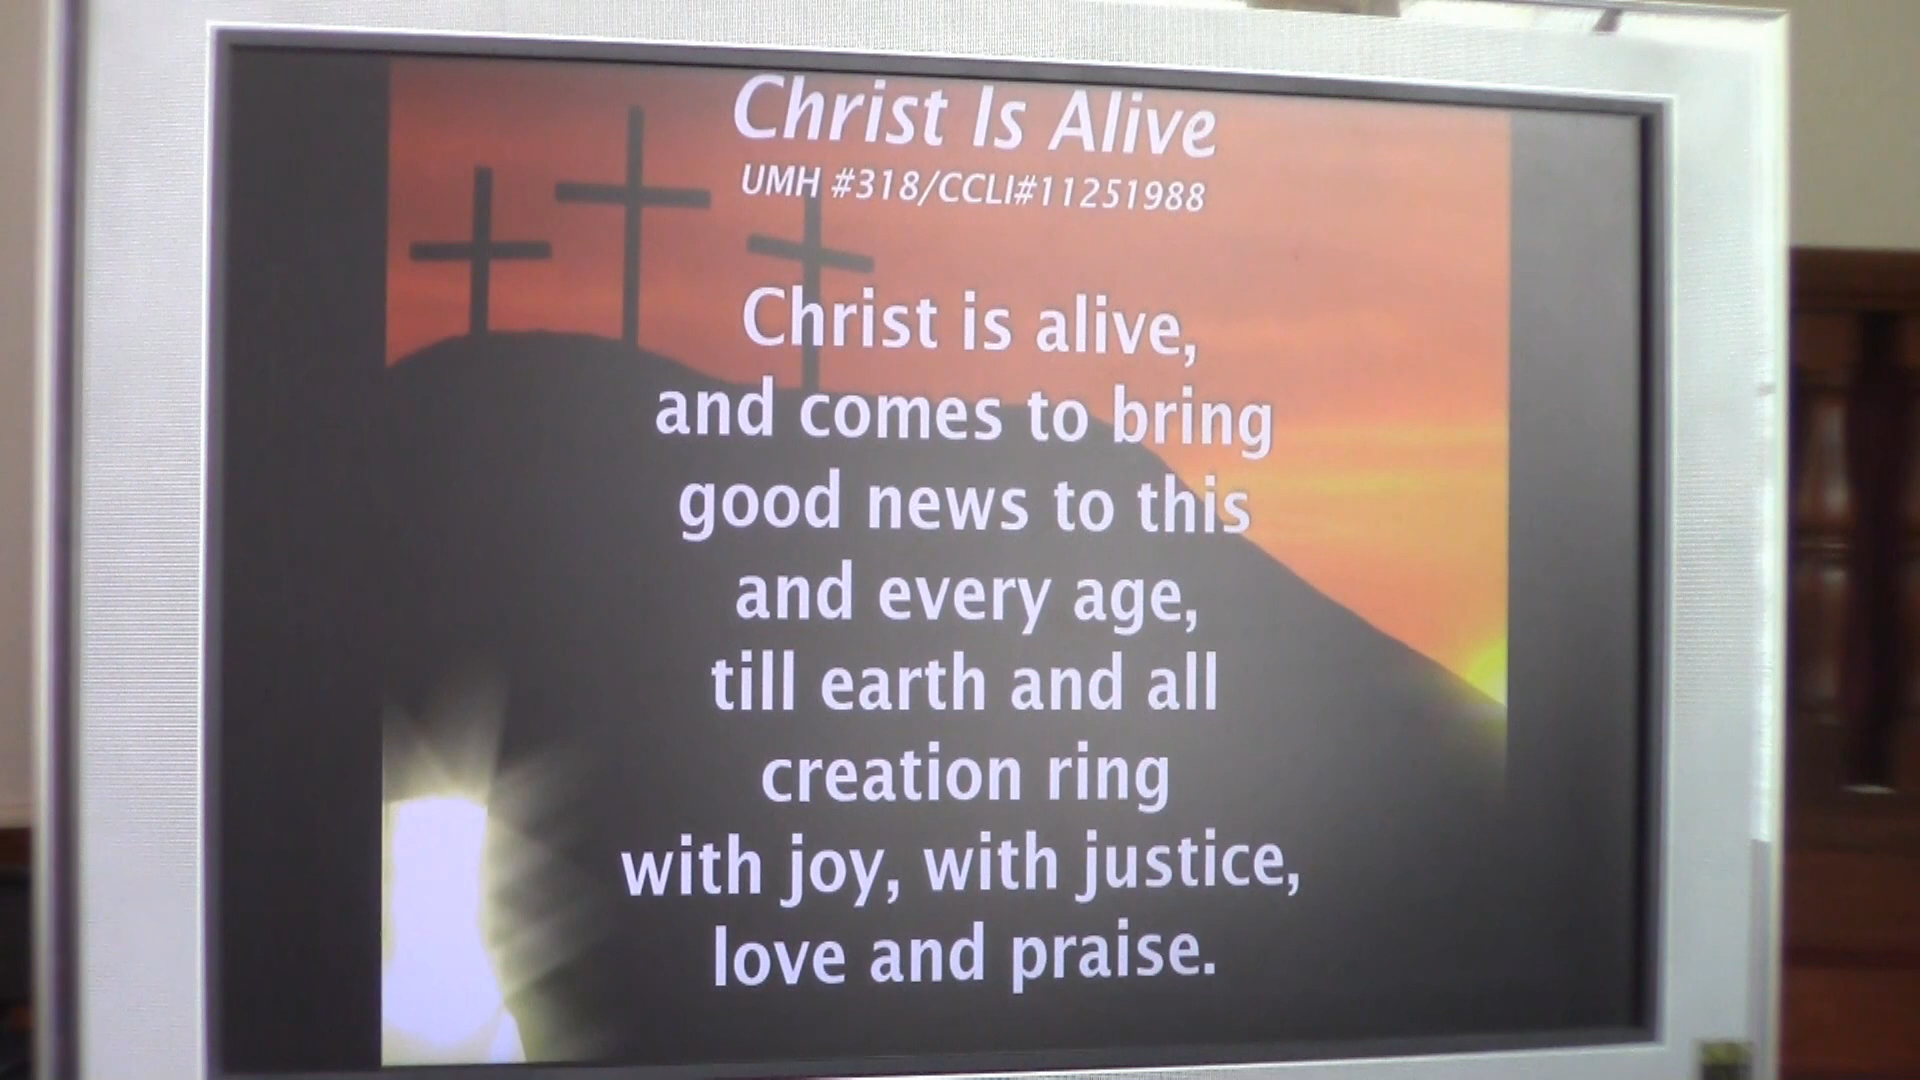 Christ Is Alive
UMH #318/CCLI#11251988
Christ is alive,
and comes to bring
good news to this
and every age,
till earth and all
creation ring
with joy, with justice,
love and praise.